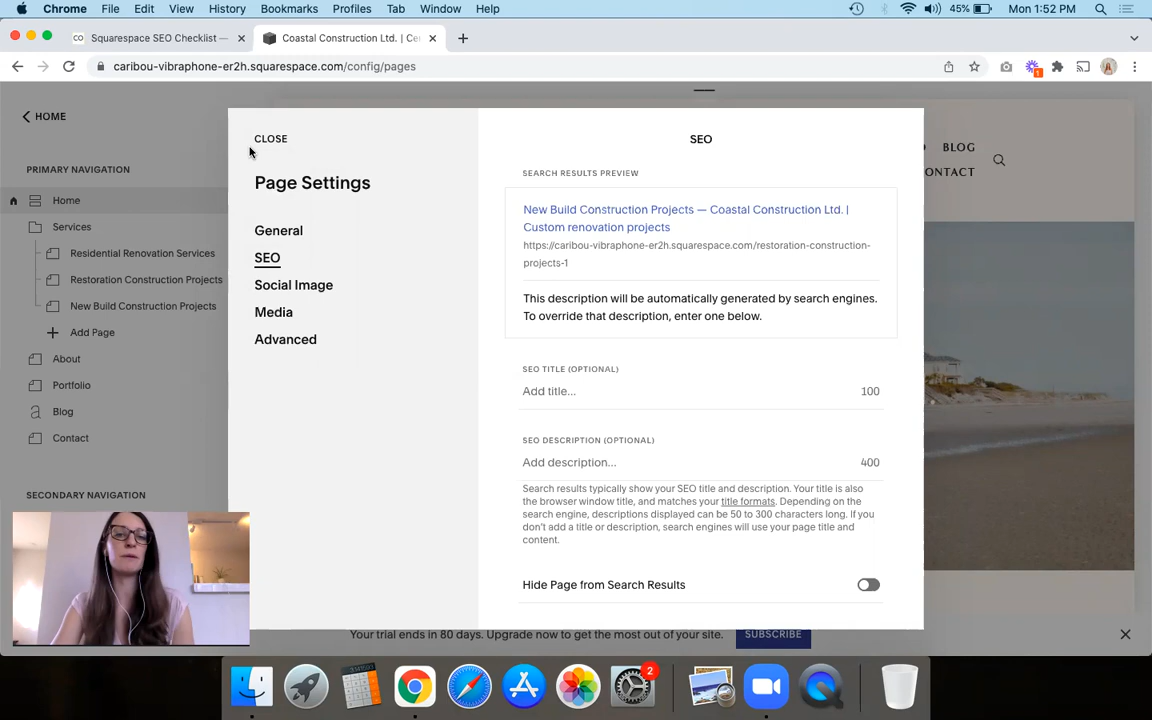 Chrome File Edit View History Bookmarks Profiles Tab Window Help 45% Mon 1:52 PM
CO Squarespace SEO Checklist — × Coastal Construction Ltd. | Ce ×
caribou-vibraphone-er2h.squarespace.com/config/pages
1
HOME
PRIMARY NAVIGATION
Home
Services
Residential Renovation Services
Restoration Construction Projects
New Build Construction Projects
Add Page
About
Portfolio
a Blog
Contact
SECONDARY NAVIGATION
CLOSE
Page Settings
General
SEO
Social Image
Media
Advanced
SEO
SEARCH RESULTS PREVIEW
New Build Construction Projects — Coastal Construction Ltd. |
Custom renovation projects
https://caribou-vibraphone-er2h.squarespace.com/restoration-construction-
projects-1
This description will be automatically generated by search engines.
To override that description, enter one below.
SEO TITLE (OPTIONAL)
Add title... 100
SEO DESCRIPTION (OPTIONAL)
Add description... 400
Search results typically show your SEO title and description. Your title is also
the browser window title, and matches your title formats. Depending on the
search engine, descriptions displayed can be 50 to 300 characters long. If you
don't add a title or description, search engines will use your page title and
content.
Hide Page from Search Results
BLOG
ONTACT
Your trial ends in 80 days. Upgrade now to get the most out of your site. SUBSCRIBE
2